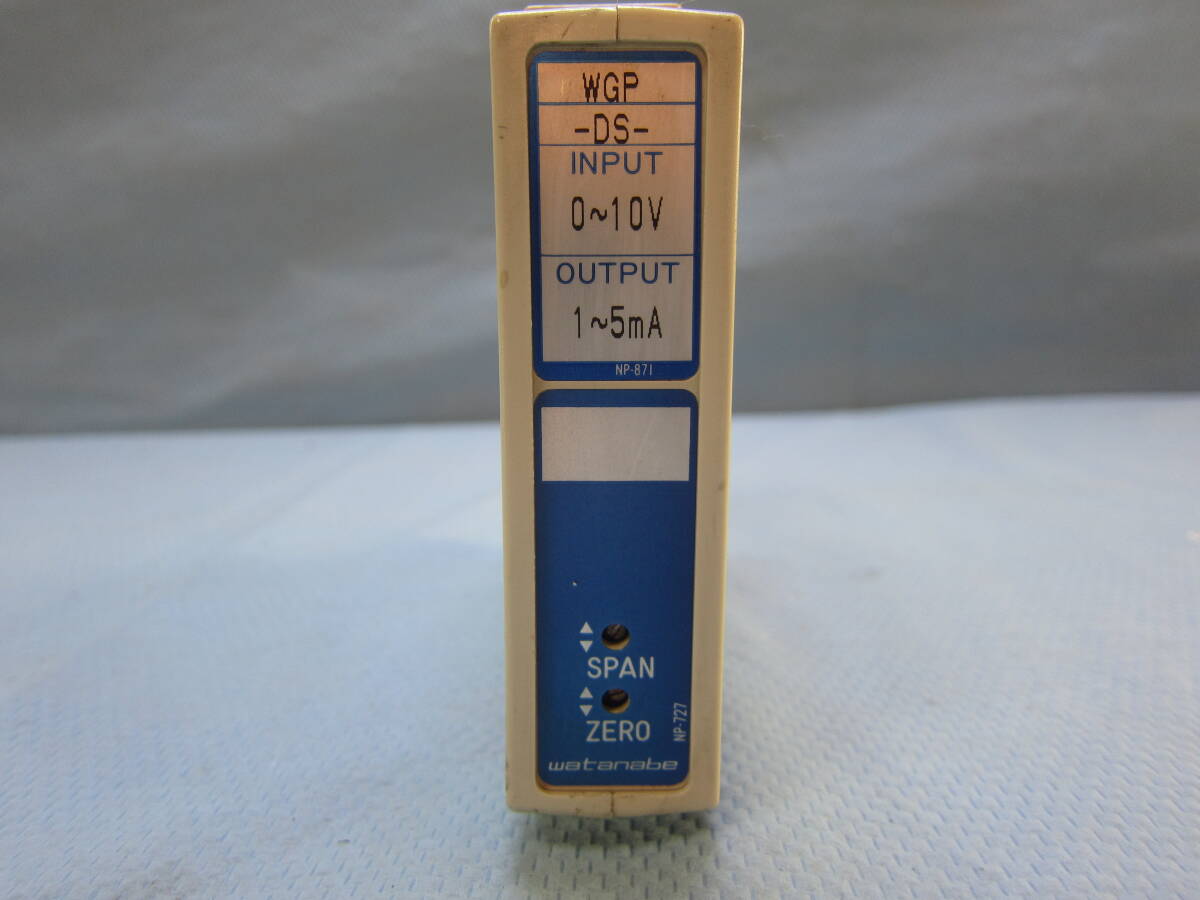 WGP
-DS-
INPUT
0~10V
OUTPUT
1~5mA
NP-871
SPAN
ZERO
NP-727
watanabe